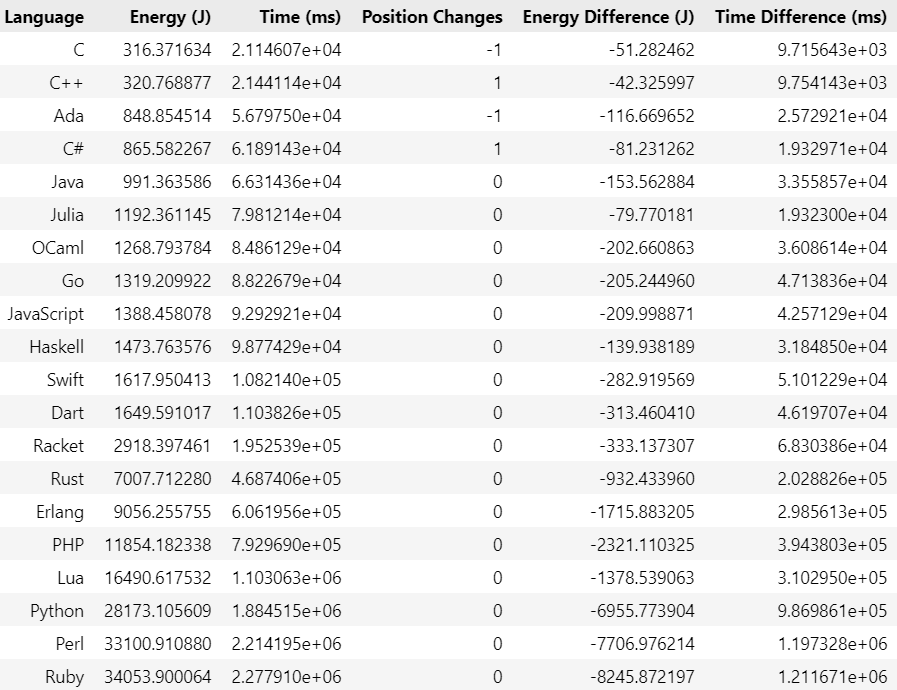 Language Energy (J) Time (ms) Position Changes Energy Difference (J) Time Difference (ms)
C 316.371634 2.114607e+04 -1 -51.282462 9.715643e+03
C++ 320.768877 2.144114e+04 1 -42.325997 9.754143e+03
Ada 848.854514 5.679750e+04 -1 -116.669652 2.572921e+04
C# 865.582267 6.189143e+04 1 -81.231262 1.932971e+04
Java 991.363586 6.631436e+04 0 -153.562884 3.355857e+04
Julia 1192.361145 7.981214e+04 0 -79.770181 1.932300e+04
OCaml 1268.793784 8.486129e+04 0 -202.660863 3.608614e+04
Go 1319.209922 8.822679e+04 0 -205.244960 4.713836e+04
JavaScript 1388.458078 9.292921e+04 0 -209.998871 4.257129e+04
Haskell 1473.763576 9.877429e+04 0 -139.938189 3.184850e+04
Swift 1617.950413 1.082140e+05 0 -282.919569 5.101229e+04
Dart 1649.591017 1.103826e+05 0 -313.460410 4.619707e+04
Racket 2918.397461 1.952539e+05 0 -333.137307 6.830386e+04
Rust 7007.712280 4.687406e+05 0 -932.433960 2.028826e+05
Erlang 9056.255755 6.061956e+05 0 -1715.883205 2.985613e+05
PHP 11854.182338 7.929690e+05 0 -2321.110325 3.943803e+05
Lua 16490.617532 1.103063e+06 0 -1378.539063 3.102950e+05
Python 28173.105609 1.884515e+06 0 -6955.773904 9.869861e+05
Perl 33100.910880 2.214195e+06 0 -7706.976214 1.197328e+06
Ruby 34053.900064 2.277910e+06 0 -8245.872197 1.211671e+06